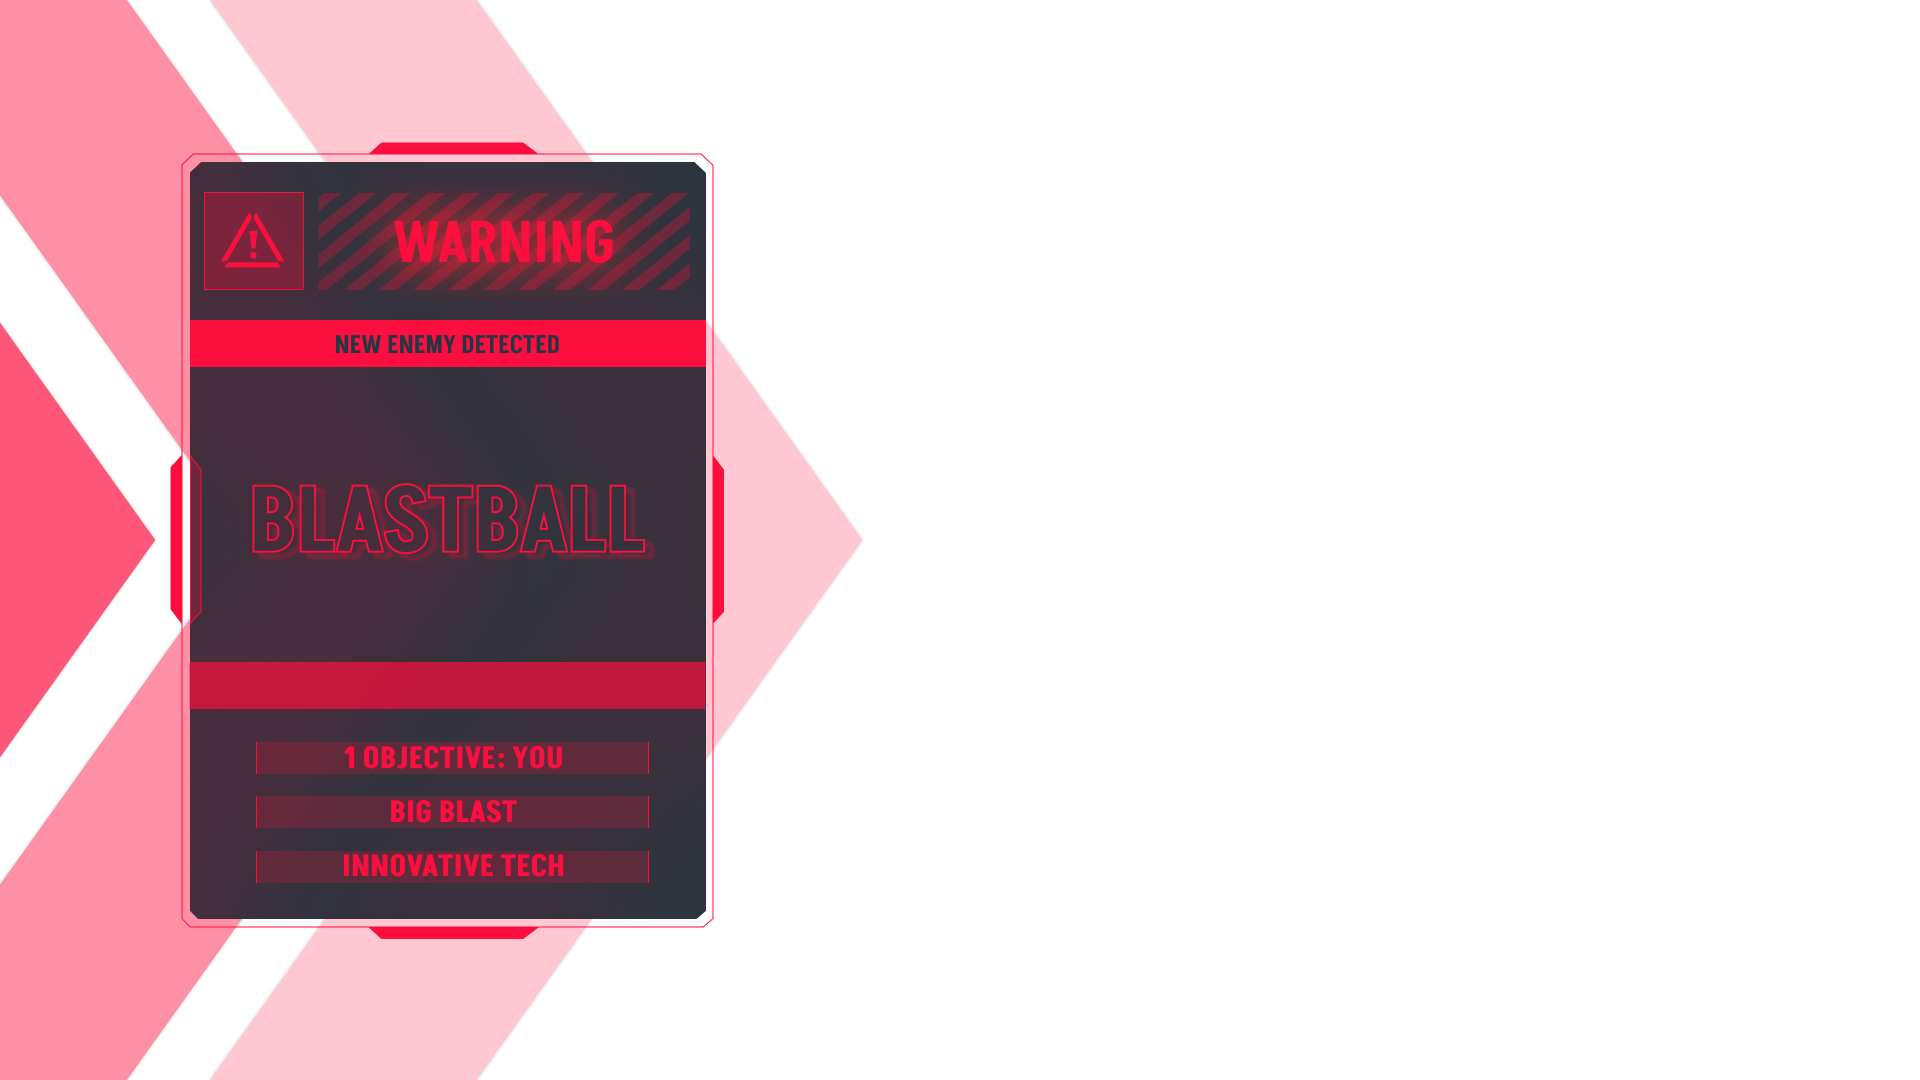 WARNING
NEW ENEMY DETECTED
BLASTBALL
1 OBJECTIVE: YOU
BIG BLAST
INNOVATIVE TECH